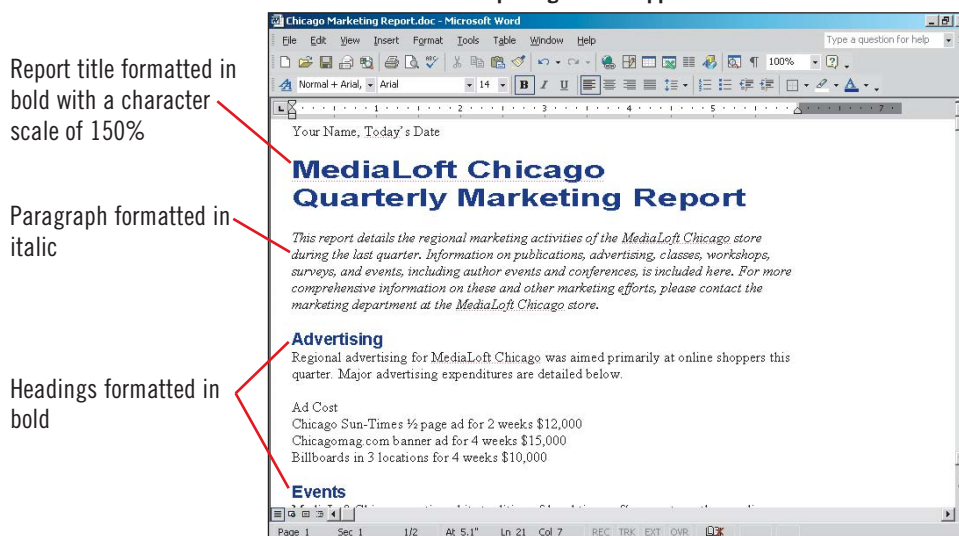 Chicago Marketing Report.doc - Microsoft Word
File Edit View Insert Format Tools Table Window Help
Type a question for help
100%
Normal + Arial, Arial 14 B I U
1 2 3 4 5 7
Report title formatted in
bold with a character
scale of 150%
Paragraph formatted in
italic
Headings formatted in
bold
Your Name, Today's Date
MediaLoft Chicago
Quarterly Marketing Report
This report details the regional marketing activities of the MediaLoft Chicago store
during the last quarter. Information on publications, advertising, classes, workshops,
surveys, and events, including author events and conferences, is included here. For more
comprehensive information on these and other marketing efforts, please contact the
marketing department at the MediaLoft Chicago store.
Advertising
Regional advertising for MediaLoft Chicago was aimed primarily at online shoppers this
quarter. Major advertising expenditures are detailed below.
Ad Cost
Chicago Sun-Times ½ page ad for 2 weeks $12,000
Chicagomag.com banner ad for 4 weeks $15,000
Billboards in 3 locations for 4 weeks $10,000
Events
Page 1 Sec 1 1/2 At 5.1" Ln 21 Col 7 REC TRK EXT OVR